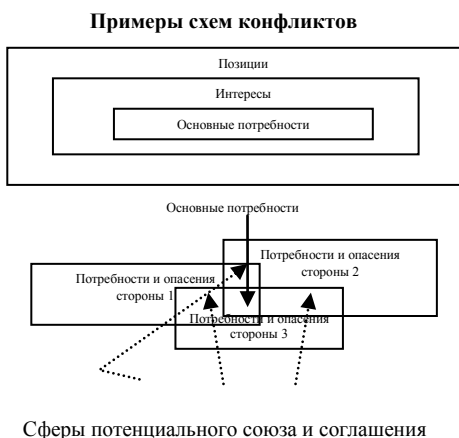 Примеры схем конфликтов
Позиции
Интересы
Основные потребности
Основные потребности
Потребности и опасения
стороны 2
Потребности и опасения
стороны 1
Потребности и опасения
стороны 3
Сферы потенциального союза и соглашения